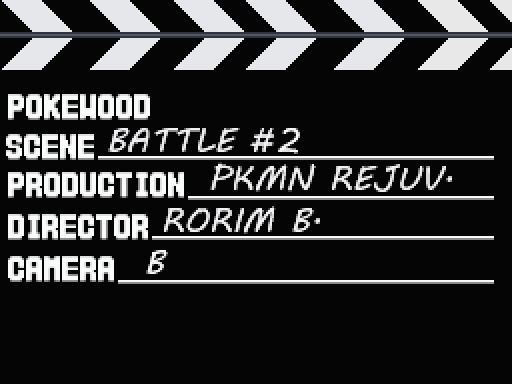 POKEWOOD
SCENE BATTLE #2
PRODUCTION PKMN REJUV.
DIRECTOR RORIM B.
CAMERA B